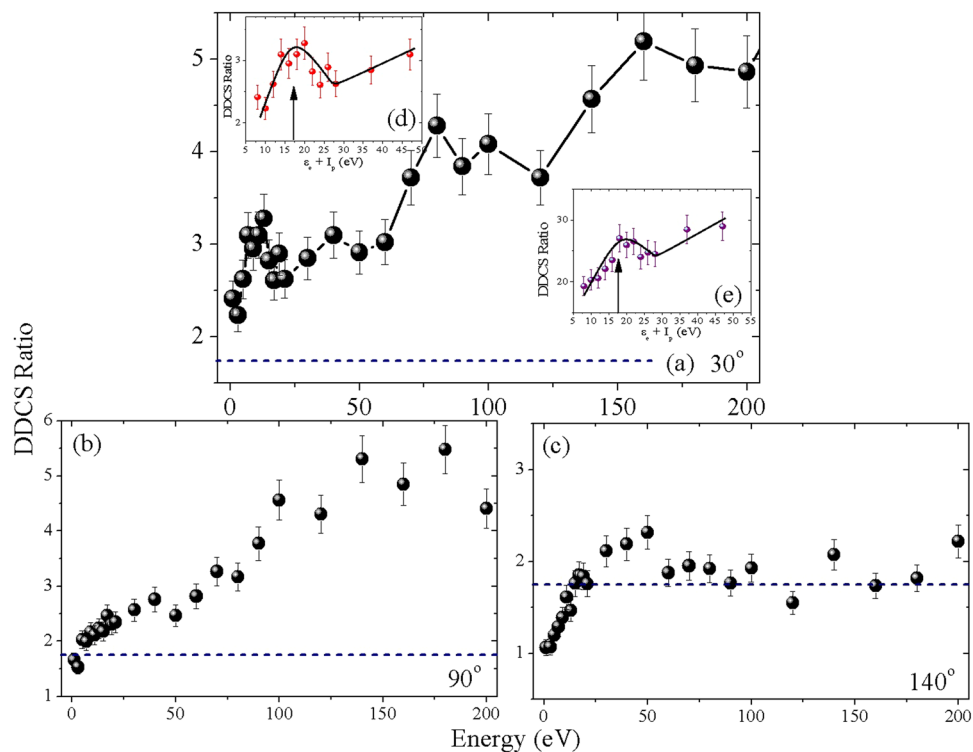 5
4
3
2
0 50 100 150 200
(a) 30°
DDCS Ratio
3
2
(d)
5 10 15 20 25 30 35 40 45 50
εe + Ip (eV)
DDCS Ratio
30
20
(e)
5 10 15 20 25 30 35 40 45 50 55
εe + Ip (eV)
DDCS Ratio
6
5
4
3
2
1
(b)
90°
0 50 100 150 200
3
2
1
(c)
140°
0 50 100 150 200
Energy (eV)